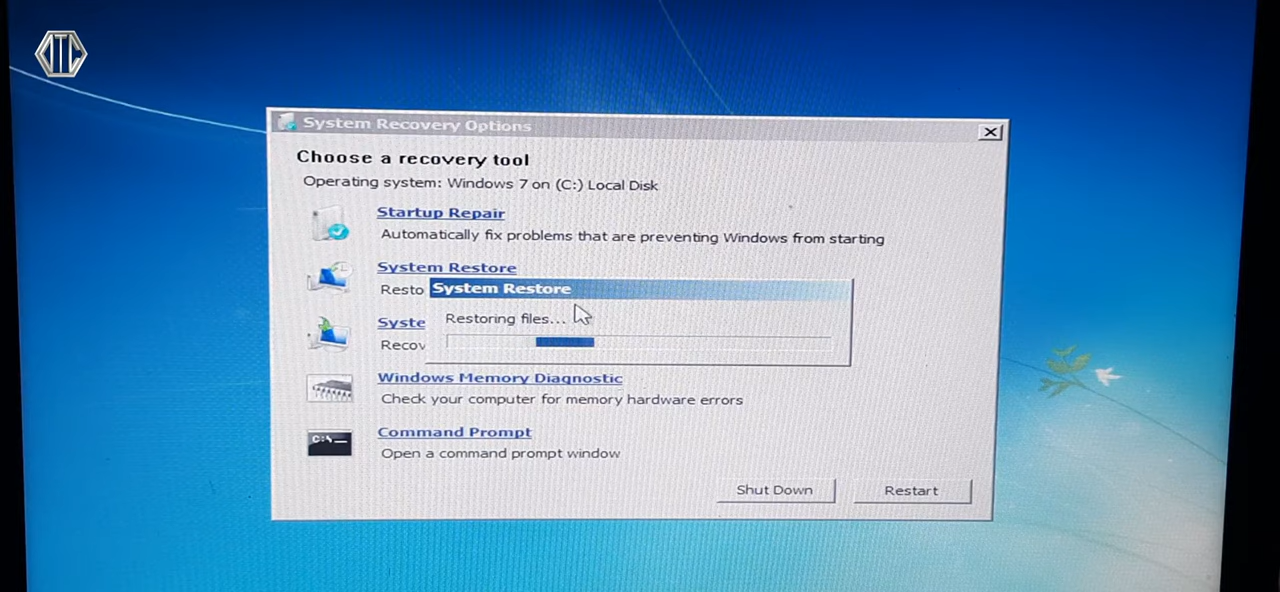 DTC
System Recovery Options
Choose a recovery tool
Operating system: Windows 7 on (C:) Local Disk
Startup Repair
Automatically fix problems that are preventing Windows from starting
System Restore
Resto
System Restore
Restoring files...
Syste
Recov
Windows Memory Diagnostic
Check your computer for memory hardware errors
C:\
Command Prompt
Open a command prompt window
Shut Down
Restart